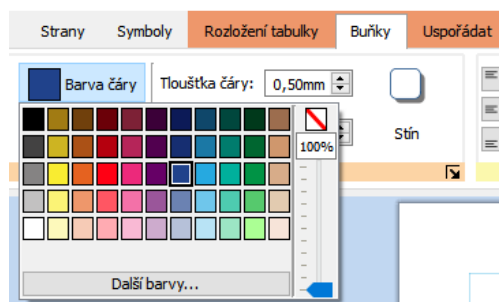 Strany Symboly Rozložení tabulky Buňky Uspořádat
Barva čáry Tloušťka čáry: 0,50mm
100%
Stín
Další barvy...